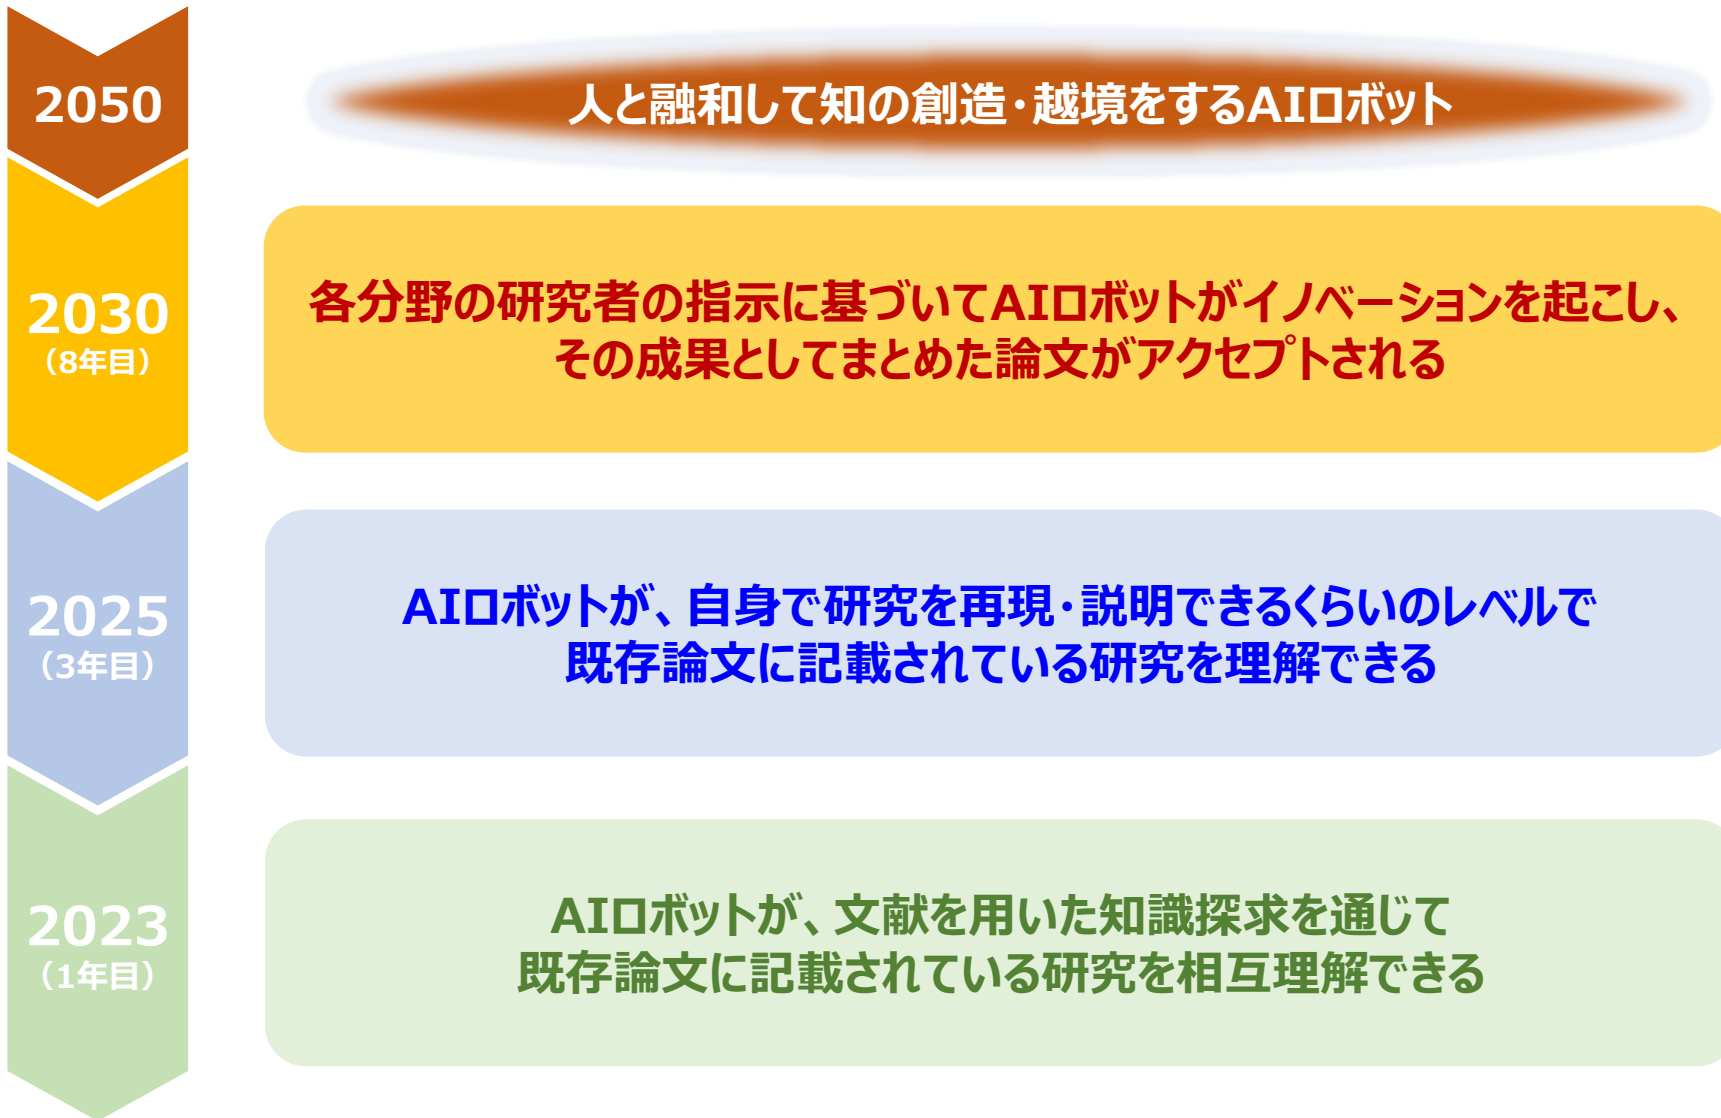 2050
人と融和して知の創造・越境をするAIロボット
2030
（8年目）
各分野の研究者の指示に基づいてAIロボットがイノベーションを起こし、
その成果としてまとめた論文がアクセプトされる
2025
（3年目）
AIロボットが、自身で研究を再現・説明できるくらいのレベルで
既存論文に記載されている研究を理解できる
2023
（1年目）
AIロボットが、文献を用いた知識探求を通じて
既存論文に記載されている研究を相互理解できる